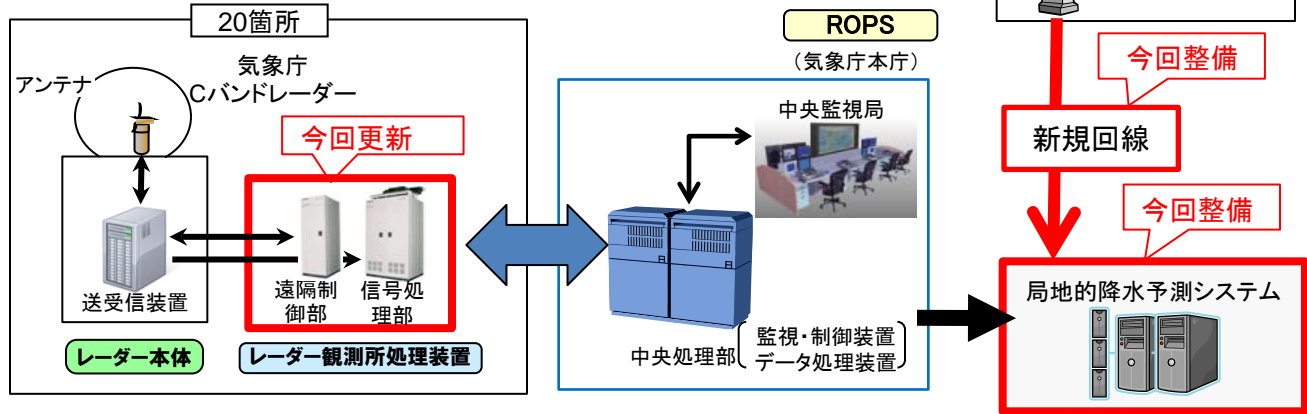 20箇所
アンテナ
気象庁
Cバンドレーダー
今回更新
送受信装置
遠隔制
御部
信号処
理部
レーダー本体
レーダー観測所処理装置
ROPS
（気象庁本庁）
中央監視局
中央処理部
監視・制御装置
データ処理装置
今回整備
新規回線
今回整備
局地的降水予測システム